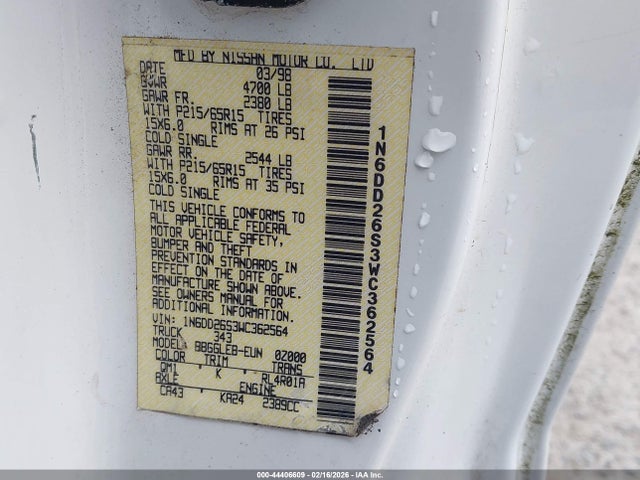 MFD BY NISSAN MOTOR CO., LTD
DATE 03/98
GVWR 4700 LB
GAWR FR. 2380 LB
WITH P215/65R15 TIRES
15X6.0 RIMS AT 26 PSI
COLD SINGLE
GAWR RR. 2544 LB
WITH P215/65R15 TIRES
15X6.0 RIMS AT 35 PSI
COLD SINGLE
THIS VEHICLE CONFORMS TO
ALL APPLICABLE FEDERAL
MOTOR VEHICLE SAFETY,
BUMPER AND THEFT
PREVENTION STANDARDS IN
EFFECT ON THE DATE OF
MANUFACTURE SHOWN ABOVE.
SEE OWNERS MANUAL FOR
ADDITIONAL INFORMATION.
VIN: 1N6DD26S3WC362564
TRUCK 343
MODEL: BBGGLEB-EUN 02000
COLOR TRIM TRANS
QM1 K RL4R01A
AXLE ENGINE
CA43 KA24 2389CC
1N6DD26S3WC362564
000-44406609 - 02/16/2026 - IAA Inc.